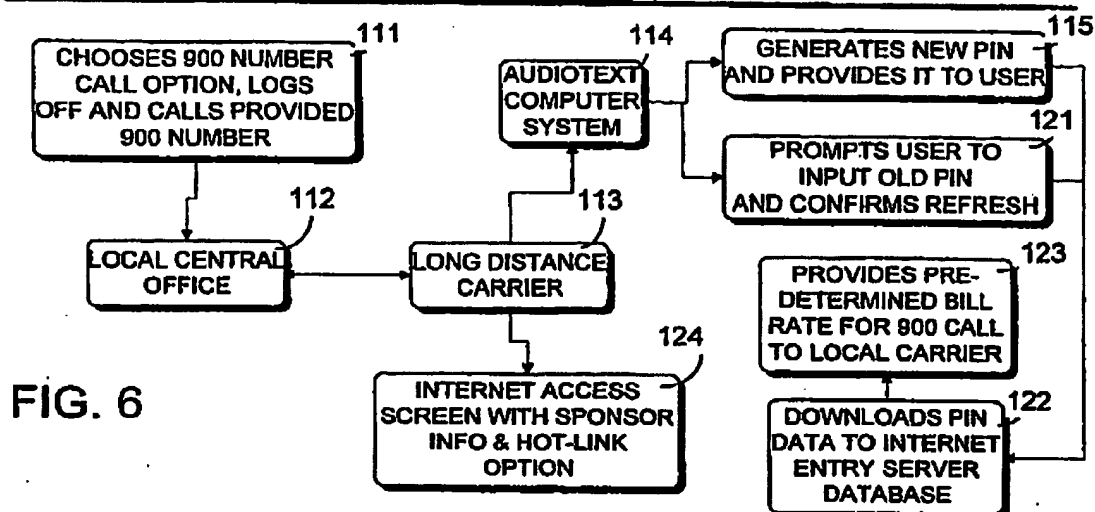 111
CHOOSES 900 NUMBER
CALL OPTION, LOGS
OFF AND CALLS PROVIDED
900 NUMBER
112
LOCAL CENTRAL
OFFICE
113
LONG DISTANCE
CARRIER
114
AUDIOTEXT
COMPUTER
SYSTEM
115
GENERATES NEW PIN
AND PROVIDES IT TO USER
121
PROMPTS USER TO
INPUT OLD PIN
AND CONFIRMS REFRESH
123
PROVIDES PRE-
DETERMINED BILL
RATE FOR 900 CALL
TO LOCAL CARRIER
124
INTERNET ACCESS
SCREEN WITH SPONSOR
INFO & HOT-LINK
OPTION
122
DOWNLOADS PIN
DATA TO INTERNET
ENTRY SERVER
DATABASE
FIG. 6